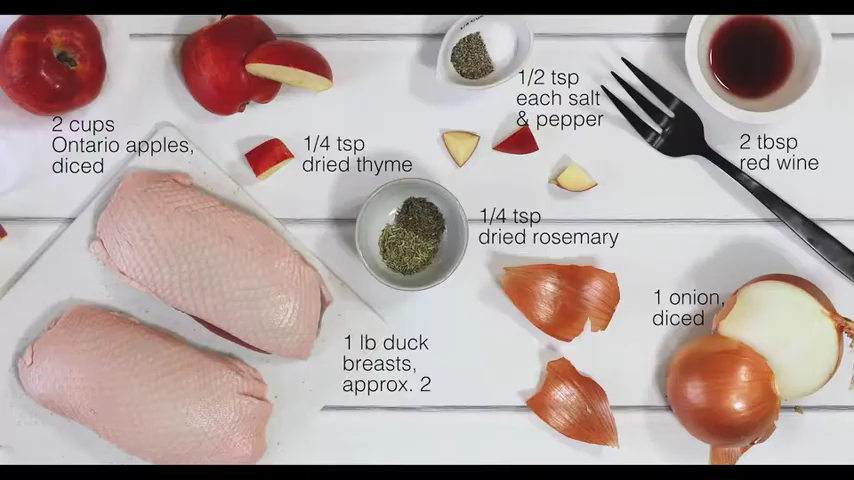 1/2 tsp
each salt
& pepper
2 cups
Ontario apples,
diced
1/4 tsp
dried thyme
2 tbsp
red wine
1/4 tsp
dried rosemary
1 onion,
diced
1 lb duck
breasts,
approx. 2